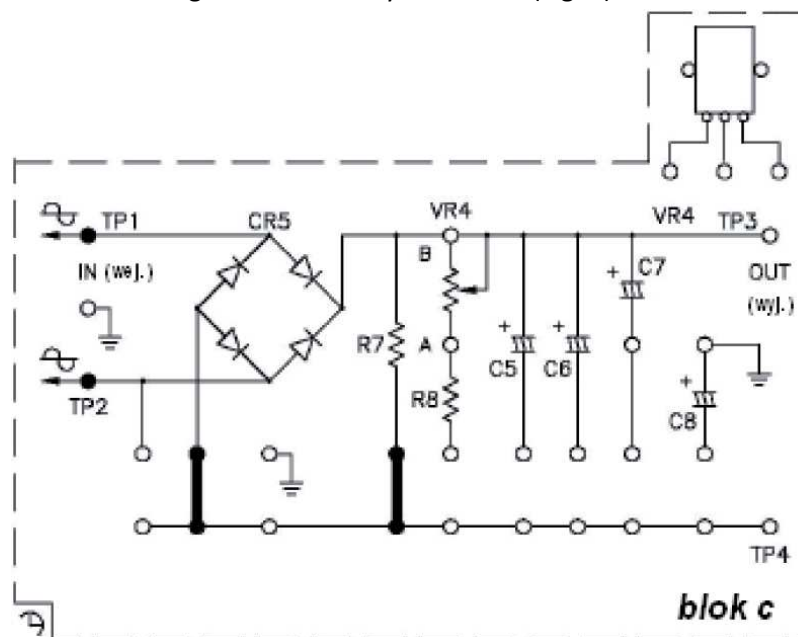 VR4
VR4
TP3
TP1
CR5
B
C7
IN (wej.)
OUT
(wyj.)
R7
A
C5
C6
TP2
R8
C8
TP4
blok c